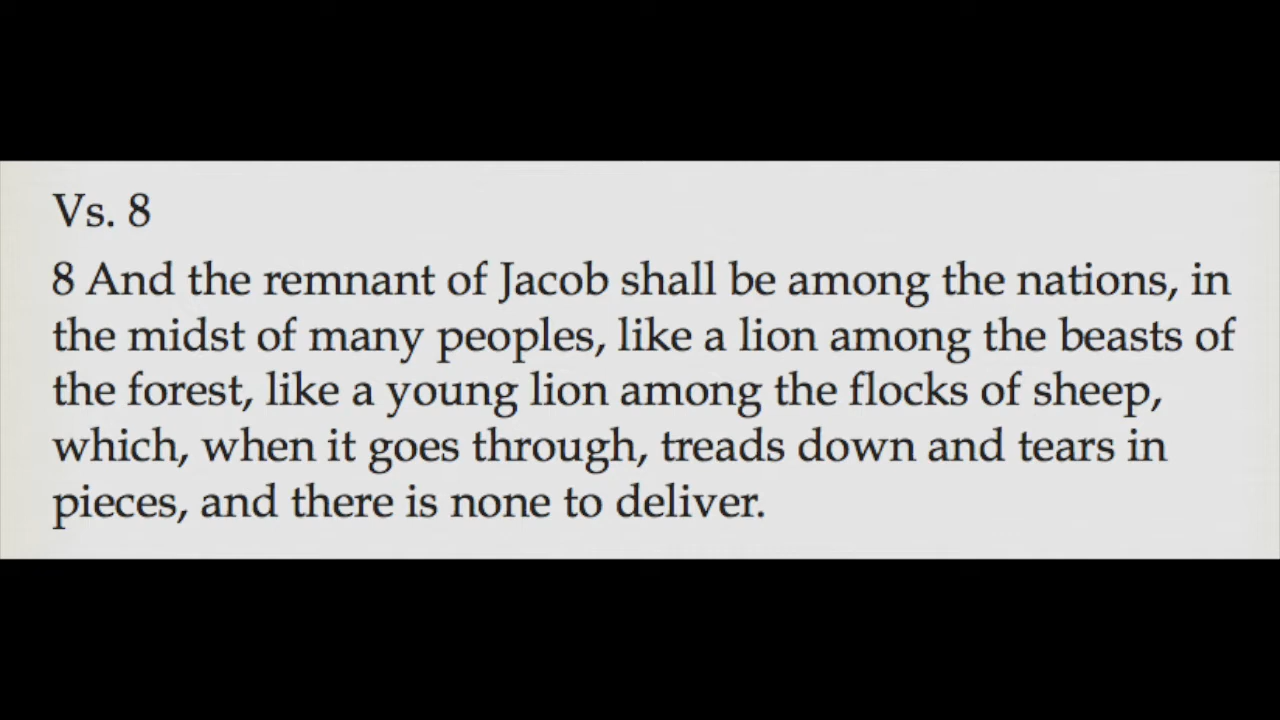 Vs. 8
8 And the remnant of Jacob shall be among the nations, in
the midst of many peoples, like a lion among the beasts of
the forest, like a young lion among the flocks of sheep,
which, when it goes through, treads down and tears in
pieces, and there is none to deliver.